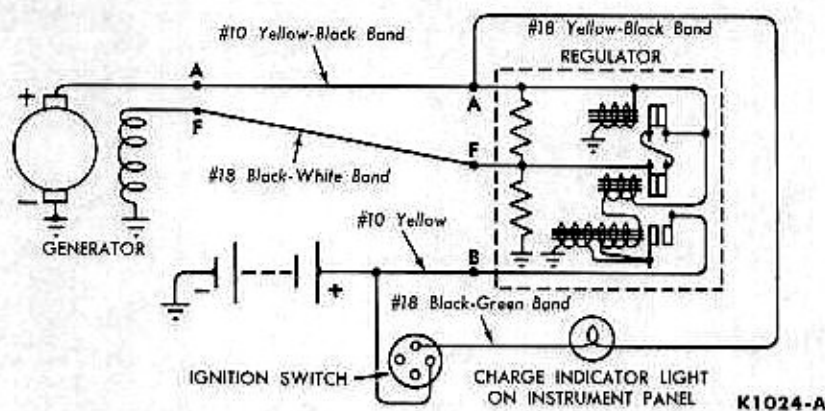 #10 Yellow-Black Band
#18 Yellow-Black Band
REGULATOR
+
A
A
F
F
#18 Black-White Band
-
GENERATOR
#10 Yellow
B
-
+
#18 Black-Green Band
IGNITION SWITCH
CHARGE INDICATOR LIGHT
ON INSTRUMENT PANEL
K1024-A